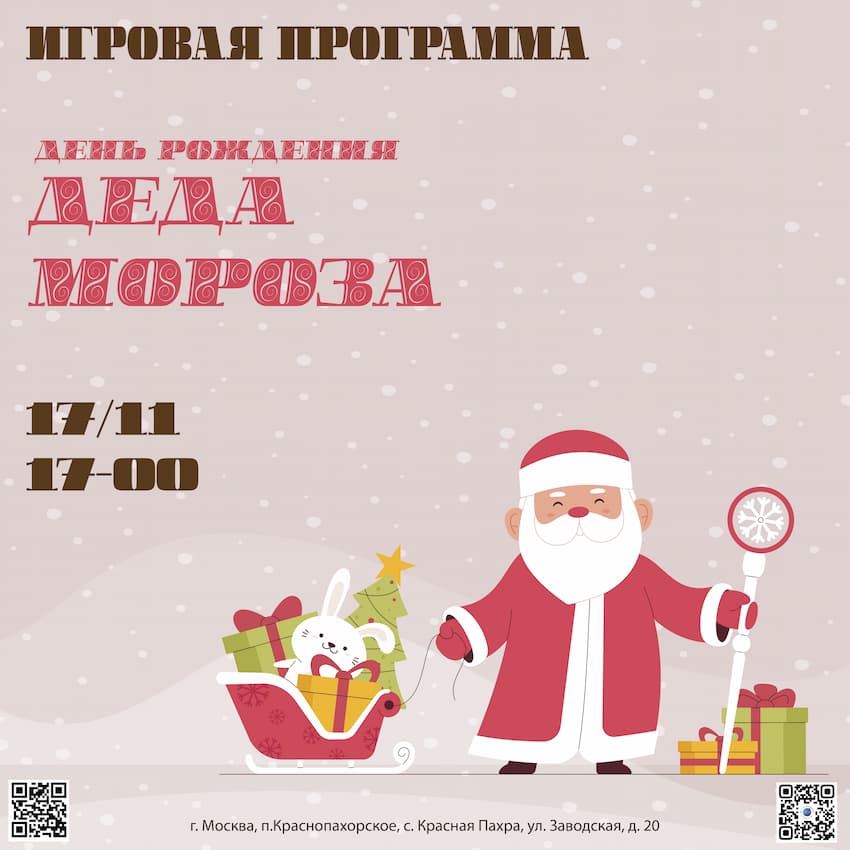 ИГРОВАЯ ПРОГРАММА
ДЕНЬ РОЖДЕНИЯ
ДЕДА
МОРОЗА
17/11
17-00
г. Москва, п.Краснопахорское, с. Красная Пахра, ул. Заводская, д. 20